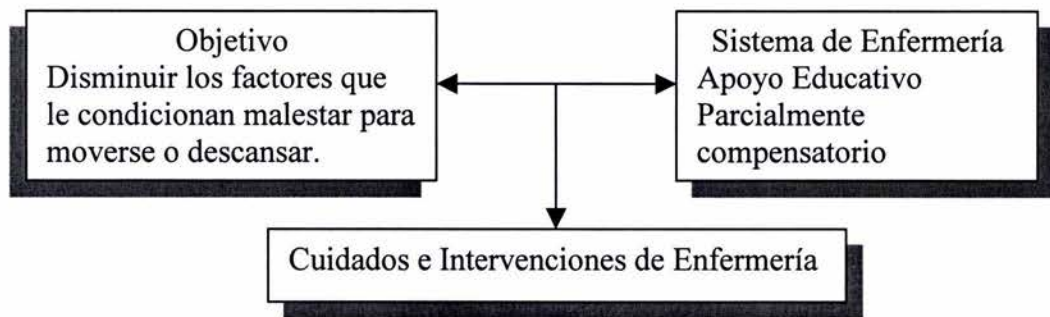 Objetivo
Disminuir los factores que
le condicionan malestar para
moverse o descansar.
Sistema de Enfermería
Apoyo Educativo
Parcialmente
compensatorio
Cuidados e Intervenciones de Enfermería